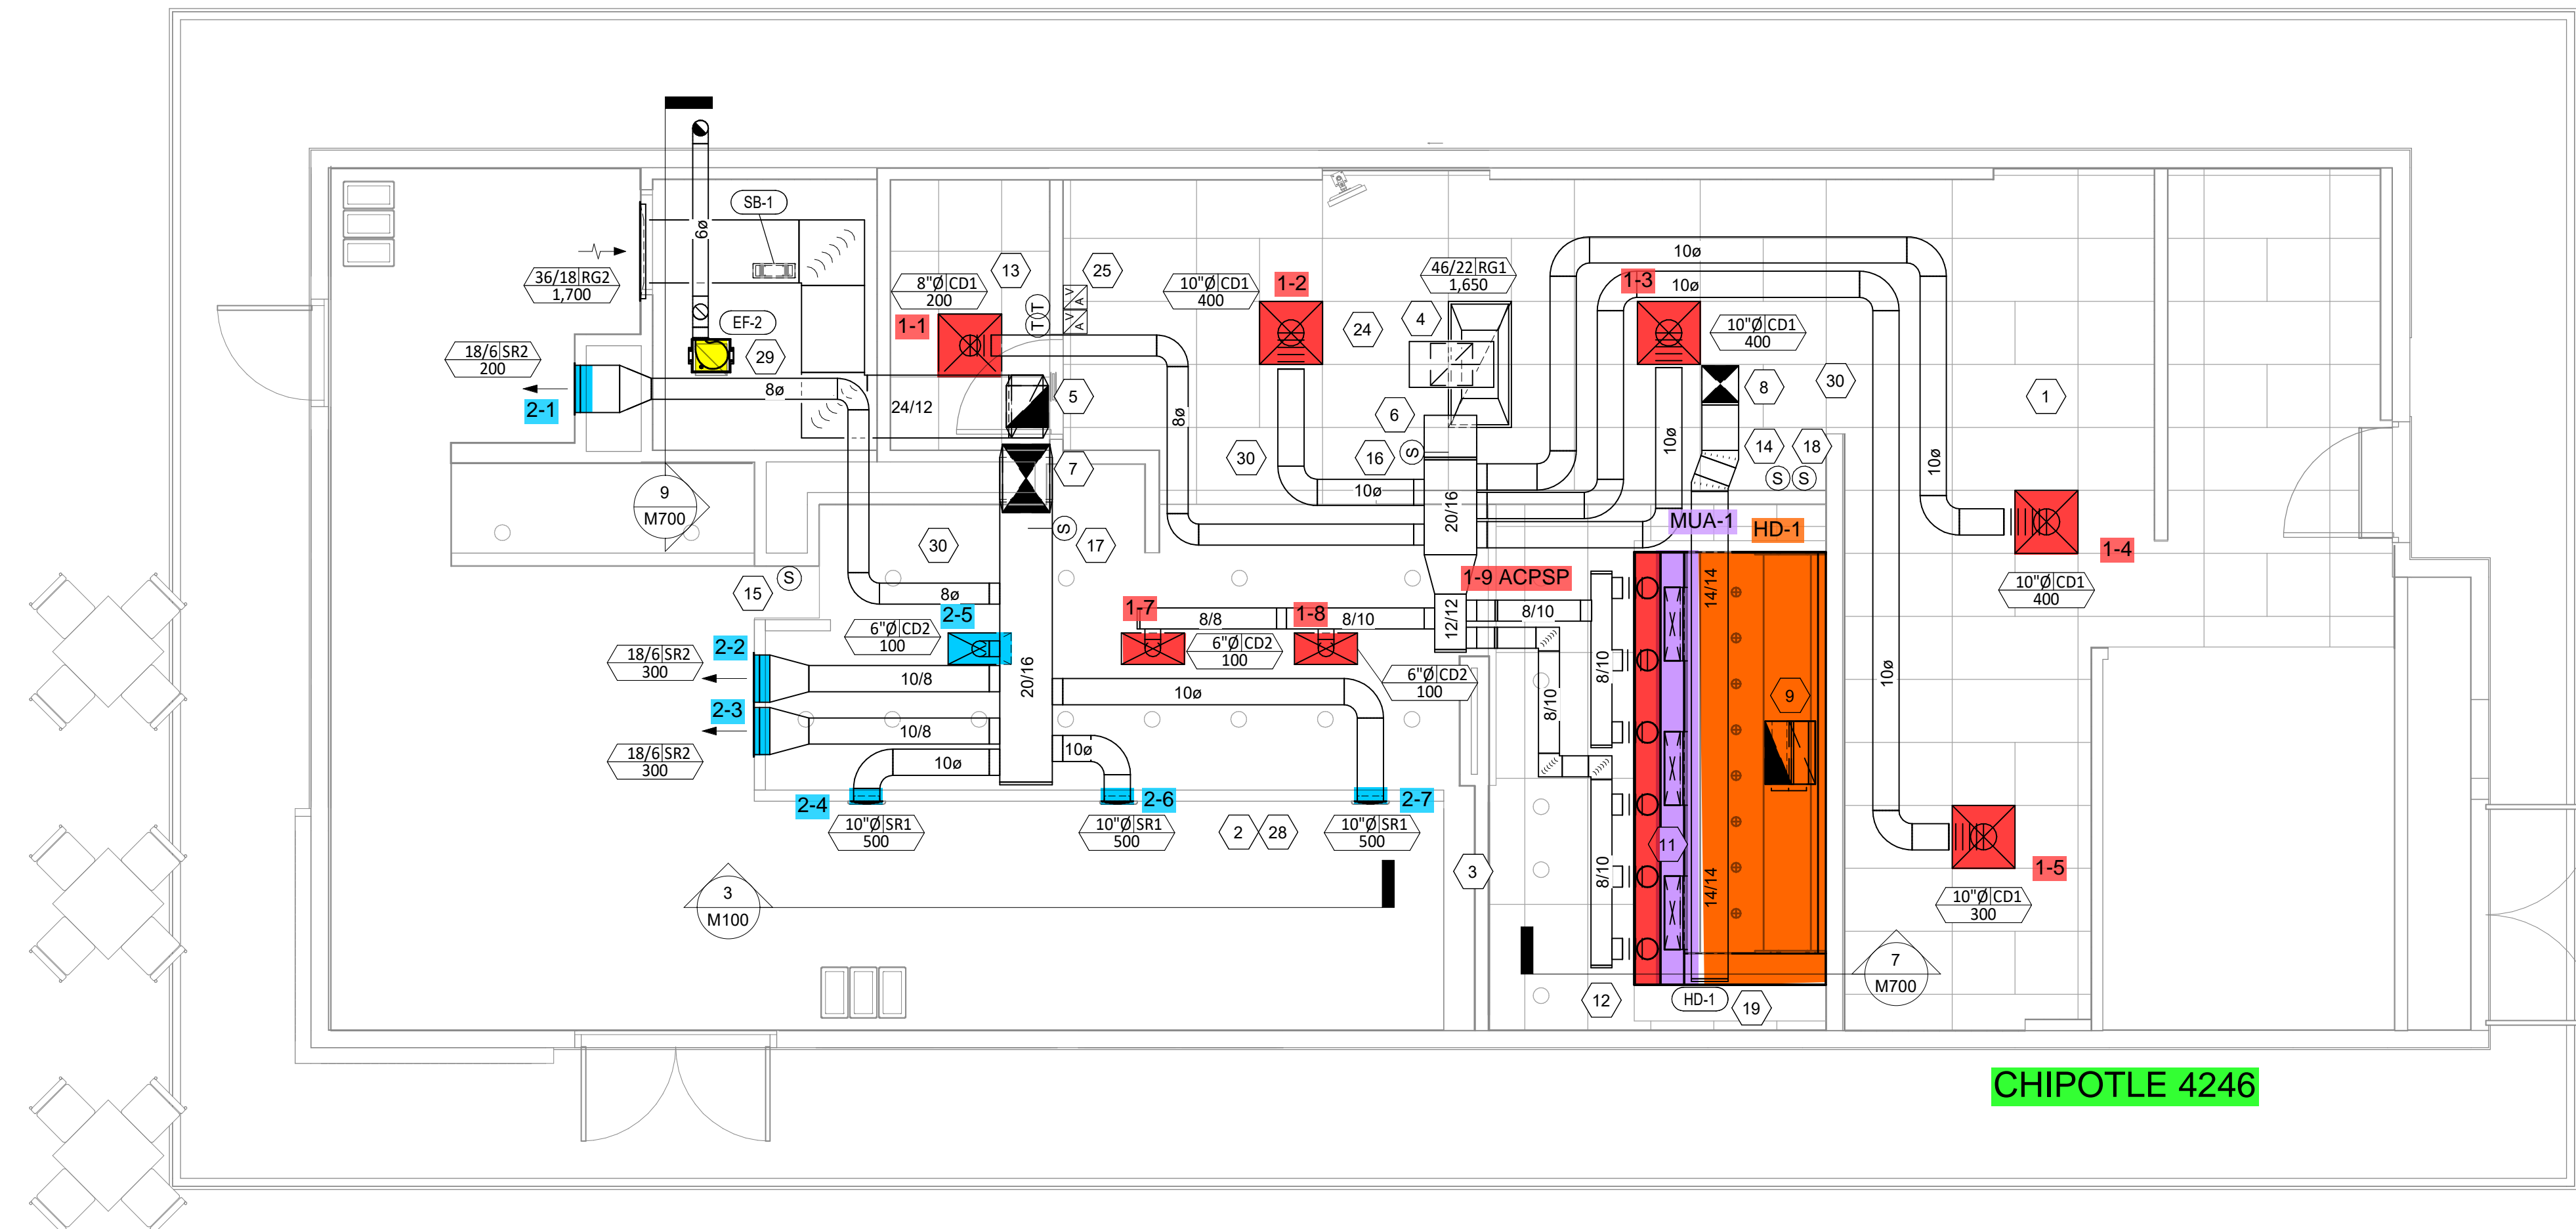 SB-1
6ø
36/18 RG2
1,700
EF-2
29
18/6 SR2
200
2-1
8ø
24/12
8"Ø CD1
200
1-1
13
T
T
25
V
A
V
A
5
7
10"Ø CD1
400
1-2
24
4
46/22 RG1
1,650
6
16
S
30
8ø
10ø
20/16
10ø
1-3
10ø
10"Ø CD1
400
8
30
14
18
S
S
10ø
10ø
10ø
1
1-4
10"Ø CD1
400
9
M700
15
S
30
8ø
S
17
2-5
6"Ø CD2
100
2-2
18/6 SR2
300
10/8
2-3
18/6 SR2
300
10/8
20/16
10ø
10ø
10ø
2-4
10"Ø SR1
500
2-6
10"Ø SR1
500
2
28
2-7
10"Ø SR1
500
1-7
8/8
6"Ø CD2
100
1-8
8/10
6"Ø CD2
100
12/12
1-9 ACPSP
8/10
8/10
8/10
8/10
MUA-1
HD-1
14/14
14/14
9
11
3
12
HD-1
19
1-5
10"Ø CD1
300
3
M100
7
M700
CHIPOTLE 4246